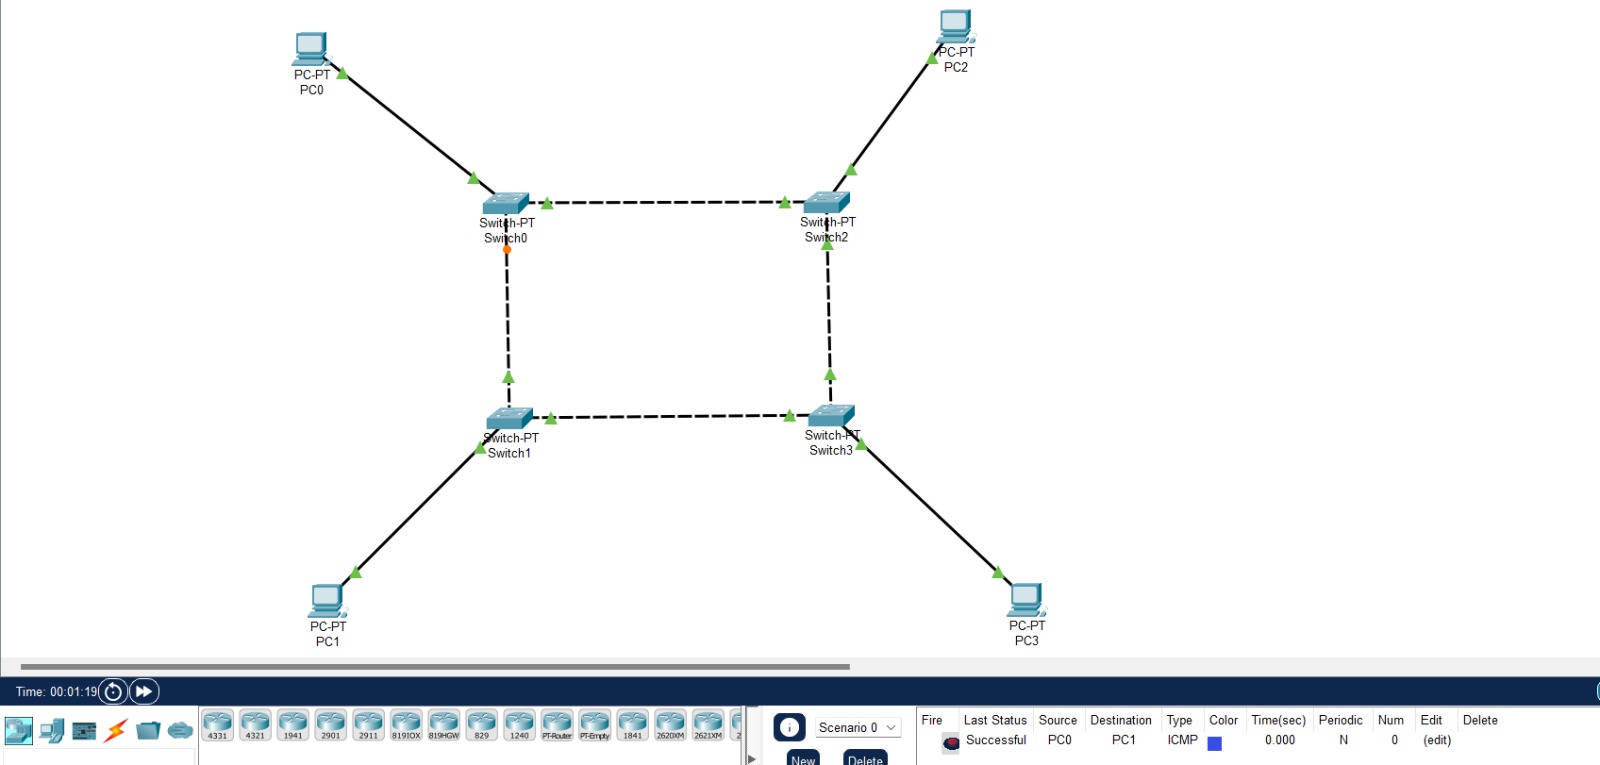 PC-PT
PC2
PC-PT
PC0
Switch-PT
Switch0
Switch-PT
Switch2
Switch-PT
Switch1
Switch-PT
Switch3
PC-PT
PC1
PC-PT
PC3
Time: 00:01:19
4331 4321 1941 2901 2911 819IOX 819HGW 829 1240 PT-Router PT-Empty 1841 2620XM 2621XM 2
Scenario 0
New Delete
Fire Last Status Source Destination Type Color Time(sec) Periodic Num Edit Delete
Successful PC0 PC1 ICMP 0.000 N 0 (edit)